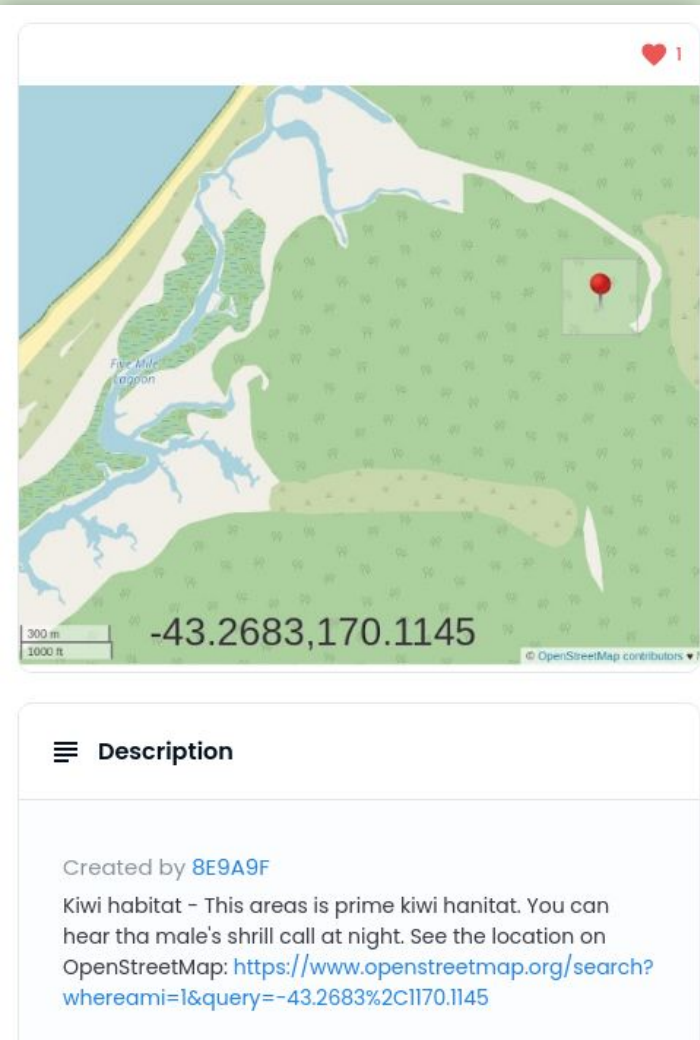 1
Five Mile
Lagoon
-43.2683,170.1145
300 m
1000 ft
© OpenStreetMap contributors ♥
Description
Created by 8E9A9F
Kiwi habitat - This areas is prime kiwi hanitat. You can
hear tha male's shrill call at night. See the location on
OpenStreetMap: https://www.openstreetmap.org/search?
whereami=1&query=-43.2683%2C1170.1145